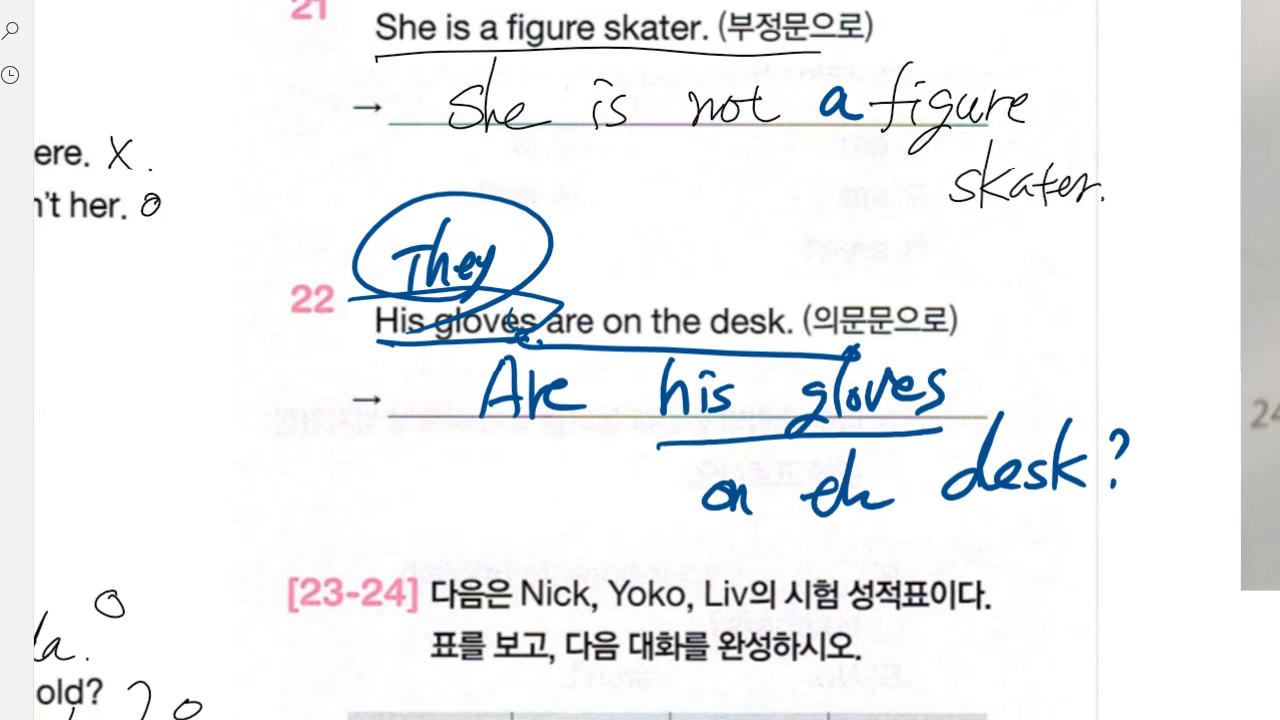 21
She is a figure skater. (부정문으로)
→ She is not a figure
skater.
ere. X.
n't her. O
They
22
His gloves are on the desk. (의문문으로)
→ Are his gloves
on the desk?
24
[23-24] 다음은 Nick, Yoko, Liv의 시험 성적표이다.
표를 보고, 다음 대화를 완성하시오.
la.
old?